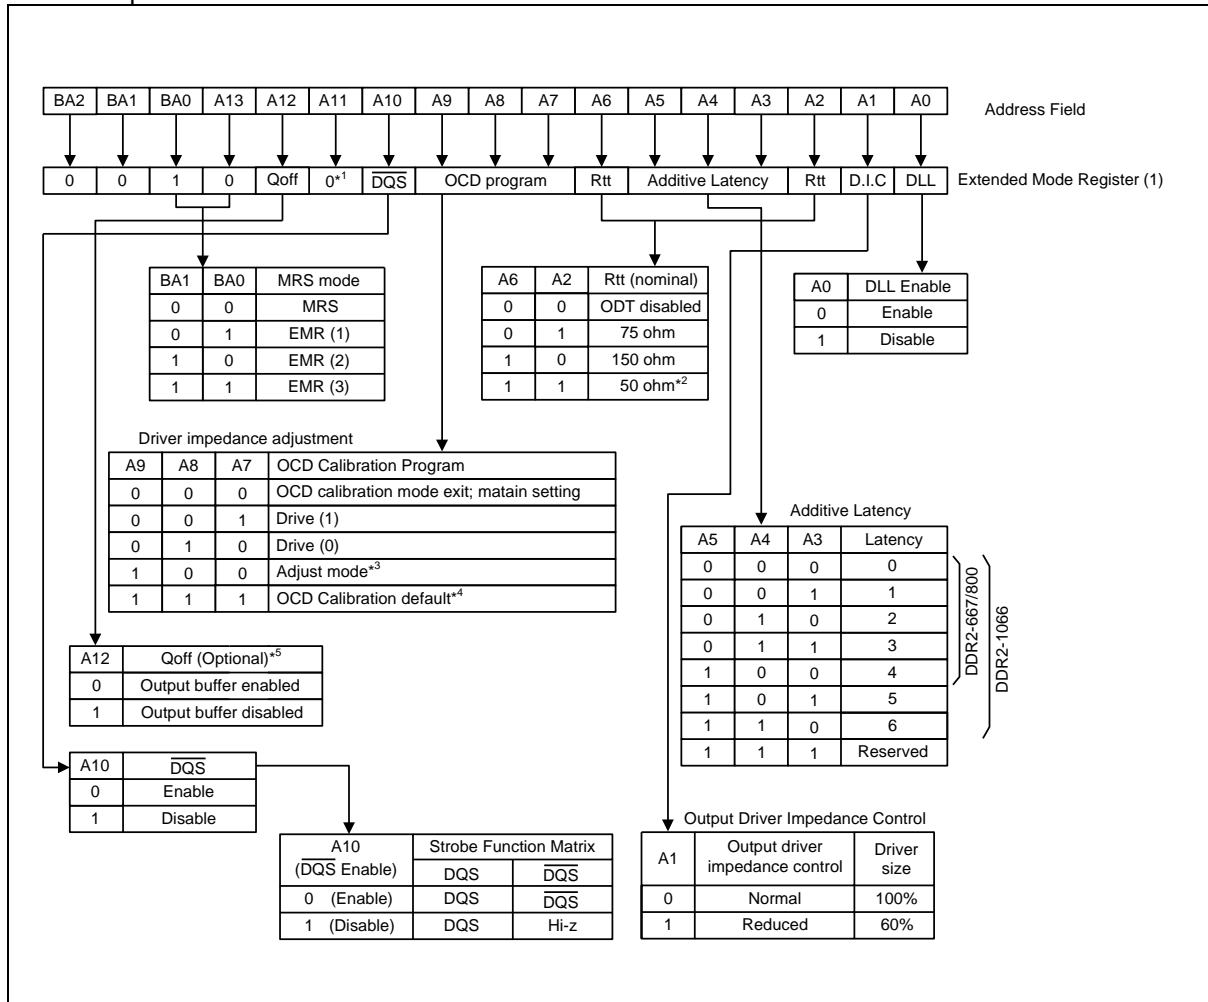 BA2 BA1 BA0 A13 A12 A11 A10 A9 A8 A7 A6 A5 A4 A3 A2 A1 A0
Address Field
0 0 1 0 Qoff 0*1 DQS OCD program Rtt Additive Latency Rtt D.I.C DLL
Extended Mode Register (1)
BA1 BA0 MRS mode
0 0 MRS
0 1 EMR (1)
1 0 EMR (2)
1 1 EMR (3)
A6 A2 Rtt (nominal)
0 0 ODT disabled
0 1 75 ohm
1 0 150 ohm
1 1 50 ohm*2
A0 DLL Enable
0 Enable
1 Disable
Driver impedance adjustment
A9 A8 A7 OCD Calibration Program
0 0 0 OCD calibration mode exit; matain setting
0 0 1 Drive (1)
0 1 0 Drive (0)
1 0 0 Adjust mode*3
1 1 1 OCD Calibration default*4
Additive Latency
A5 A4 A3 Latency
0 0 0 0
0 0 1 1
0 1 0 2
0 1 1 3
1 0 0 4
1 0 1 5
1 1 0 6
1 1 1 Reserved
DDR2-667/800
DDR2-1066
A12 Qoff (Optional)*5
0 Output buffer enabled
1 Output buffer disabled
A10 DQS
0 Enable
1 Disable
A10
(DQS Enable)
Strobe Function Matrix
DQS DQS
0 (Enable) DQS DQS
1 (Disable) DQS Hi-z
Output Driver Impedance Control
A1 Output driver
impedance control
Driver
size
0 Normal 100%
1 Reduced 60%